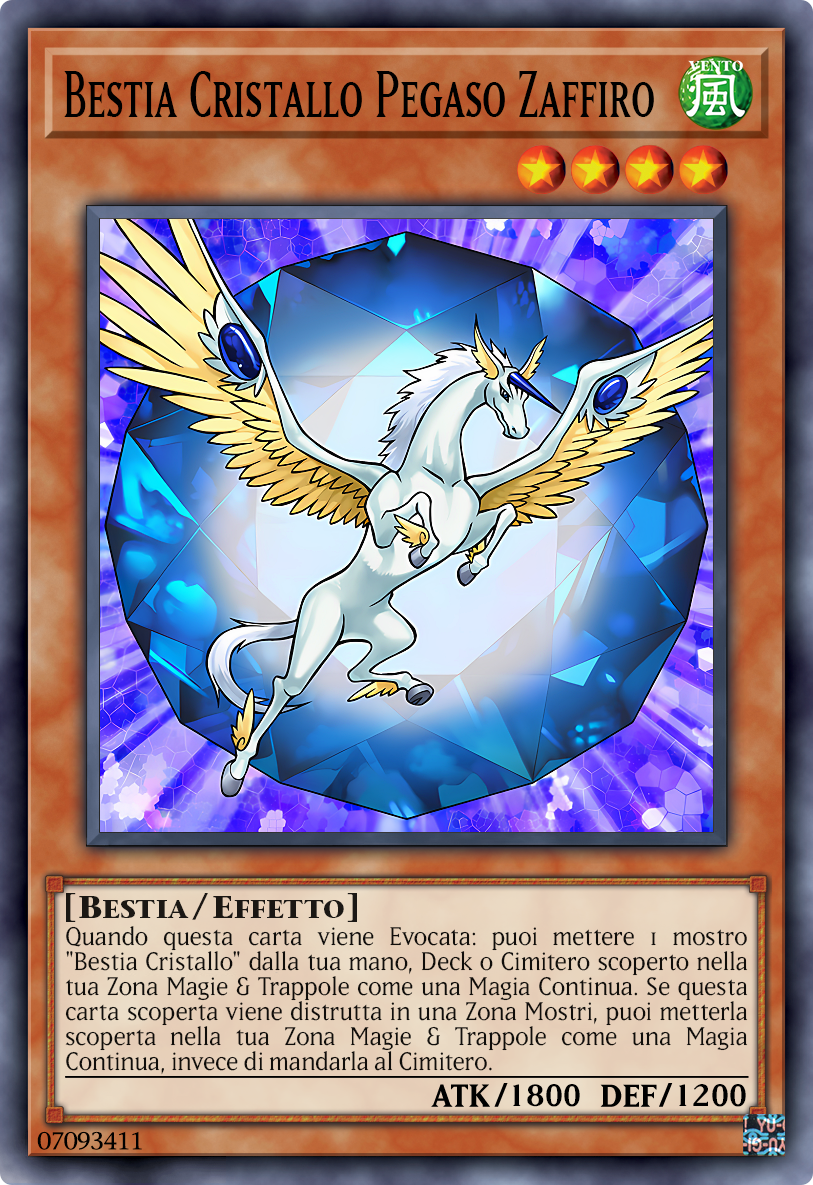 Bestia Cristallo Pegaso Zaffiro
VENTO
風
[Bestia/Effetto]
Quando questa carta viene Evocata: puoi mettere 1 mostro
"Bestia Cristallo" dalla tua mano, Deck o Cimitero scoperto nella
tua Zona Magie & Trappole come una Magia Continua. Se questa
carta scoperta viene distrutta in una Zona Mostri, puoi metterla
scoperta nella tua Zona Magie & Trappole come una Magia
Continua, invece di mandarla al Cimitero.
ATK/1800 DEF/1200
07093411